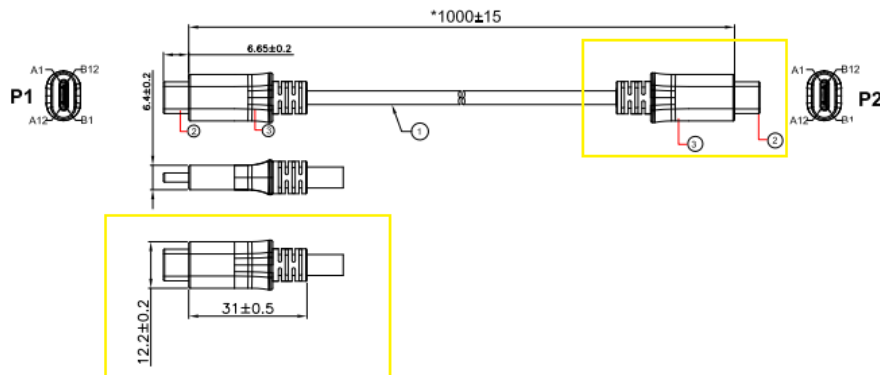 *1000±15
6.65±0.2
6.4±0.2
A1
B12
P1
A12
B1
②
③
①
A1
B12
P2
A12
B1
③
②
31±0.5
12.2±0.2